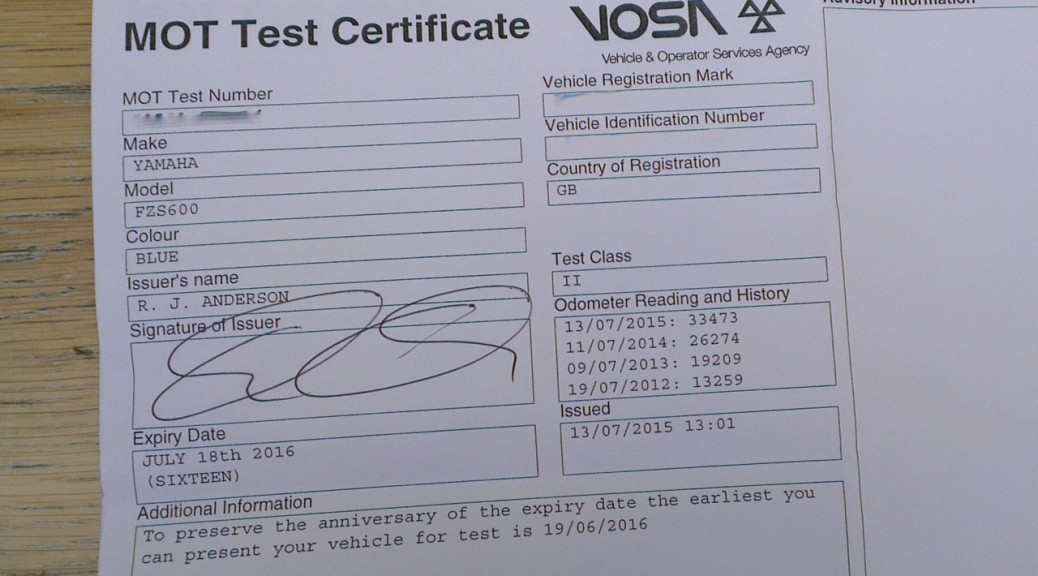 MOT Test Certificate
VOSA
Vehicle & Operator Services Agency
MOT Test Number
Make
YAMAHA
Model
FZS600
Colour
BLUE
Issuer's name
R. J. ANDERSON
Signature of Issuer
Expiry Date
JULY 18th 2016
(SIXTEEN)
Vehicle Registration Mark
Vehicle Identification Number
Country of Registration
GB
Test Class
II
Odometer Reading and History
13/07/2015: 33473
11/07/2014: 26274
09/07/2013: 19209
19/07/2012: 13259
Issued
13/07/2015 13:01
Additional Information
To preserve the anniversary of the expiry date the earliest you
can present your vehicle for test is 19/06/2016
Advisory Information